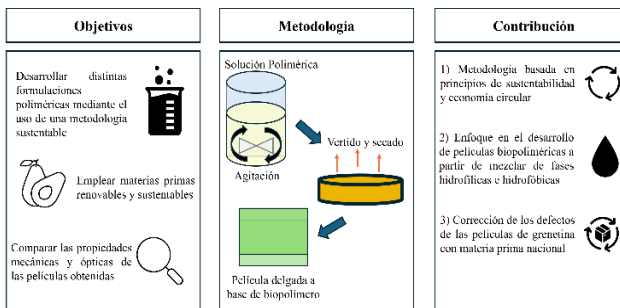 Objetivos
Desarrollar distintas
formulaciones
poliméricas mediante el
uso de una metodología
sustentable
Emplear materias primas
renovables y sustentables
Comparar las propiedades
mecánicas y ópticas de
las películas obtenidas
Metodología
Solución Polimérica
Agitación
Vertido y secado
Película delgada a
base de biopolímero
Contribución
1) Metodología basada en
principios de sustentabilidad
y economía circular
2) Enfoque en el desarrollo
de películas biopoliméricas a
partir de mezclar de fases
hidrofílicas e hidrofóbicas
3) Corrección de los defectos
de las películas de grenetina
con materia prima nacional